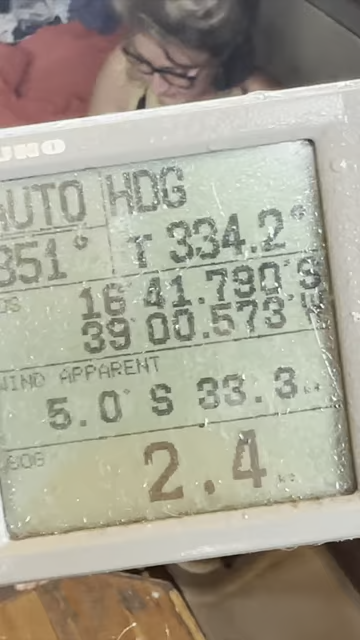 AUTO HDG
351° T 334.2°
16°41.790'S
39°00.573'W
WIND APPARENT
5.0° S 33.3
SOG
2.4